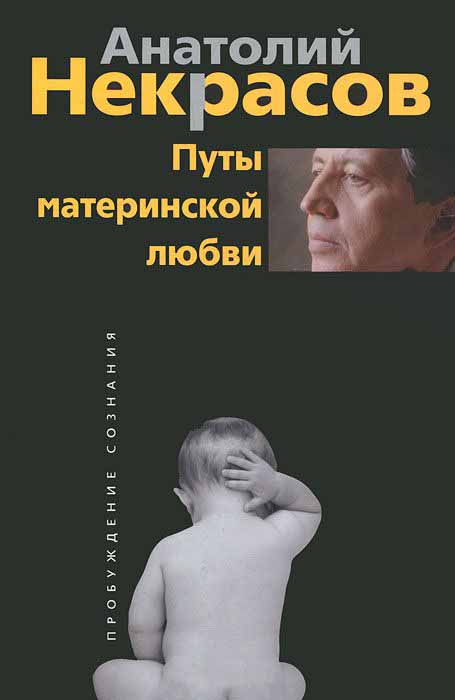 Анатолий
Некрасов
Путы
материнской
любви
ПРОБУЖДЕНИЕ СОЗНАНИЯ